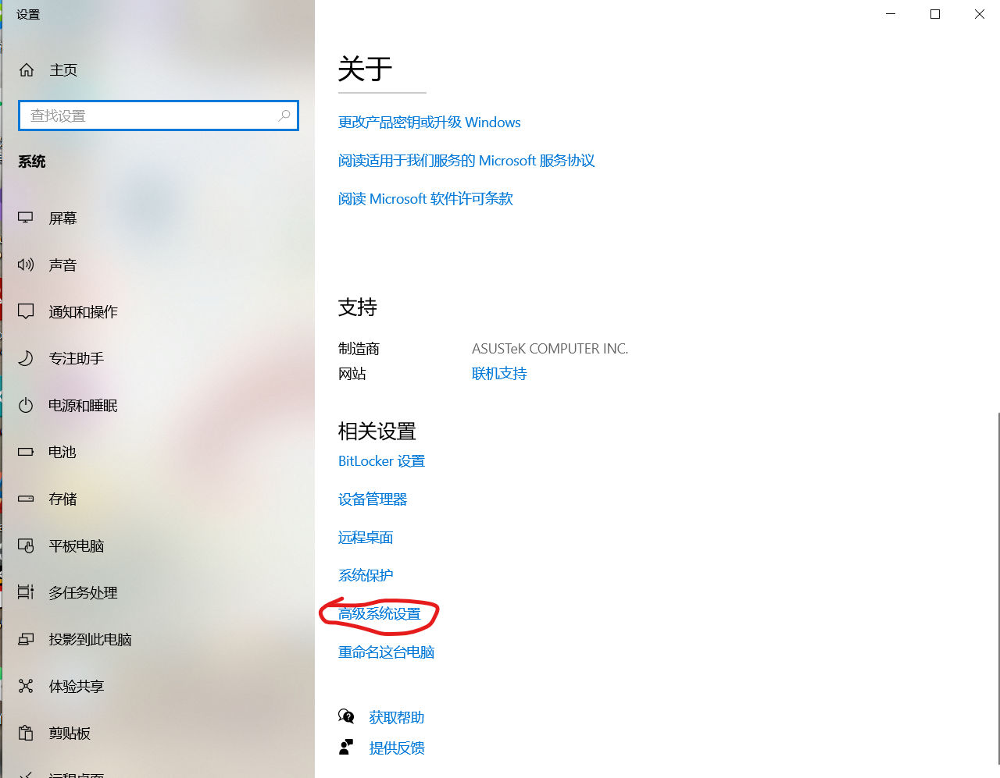 设置
主页
查找设置
系统
屏幕
声音
通知和操作
专注助手
电源和睡眠
电池
存储
平板电脑
多任务处理
投影到此电脑
体验共享
剪贴板
远程桌面
关于
更改产品密钥或升级 Windows
阅读适用于我们服务的 Microsoft 服务协议
阅读 Microsoft 软件许可条款
支持
制造商 ASUSTeK COMPUTER INC.
网站 联机支持
相关设置
BitLocker 设置
设备管理器
远程桌面
系统保护
高级系统设置
重命名这台电脑
获取帮助
提供反馈